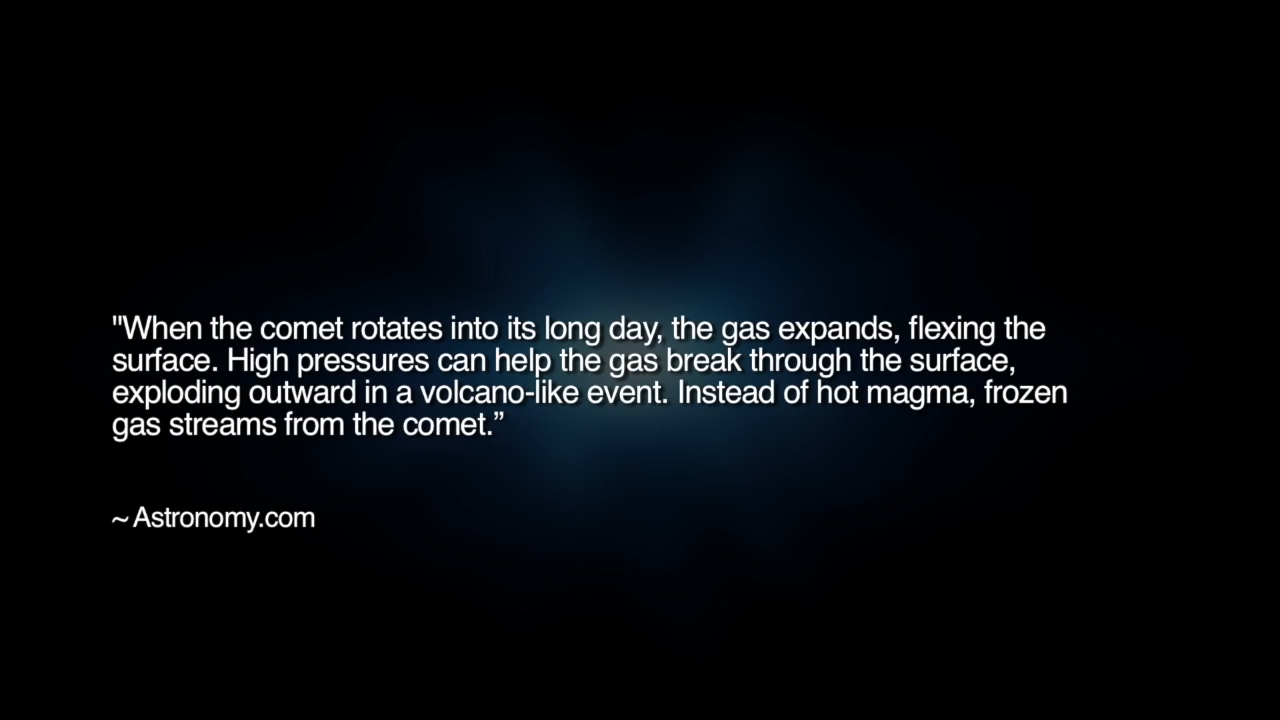 "When the comet rotates into its long day, the gas expands, flexing the
surface. High pressures can help the gas break through the surface,
exploding outward in a volcano-like event. Instead of hot magma, frozen
gas streams from the comet.”
~ Astronomy.com